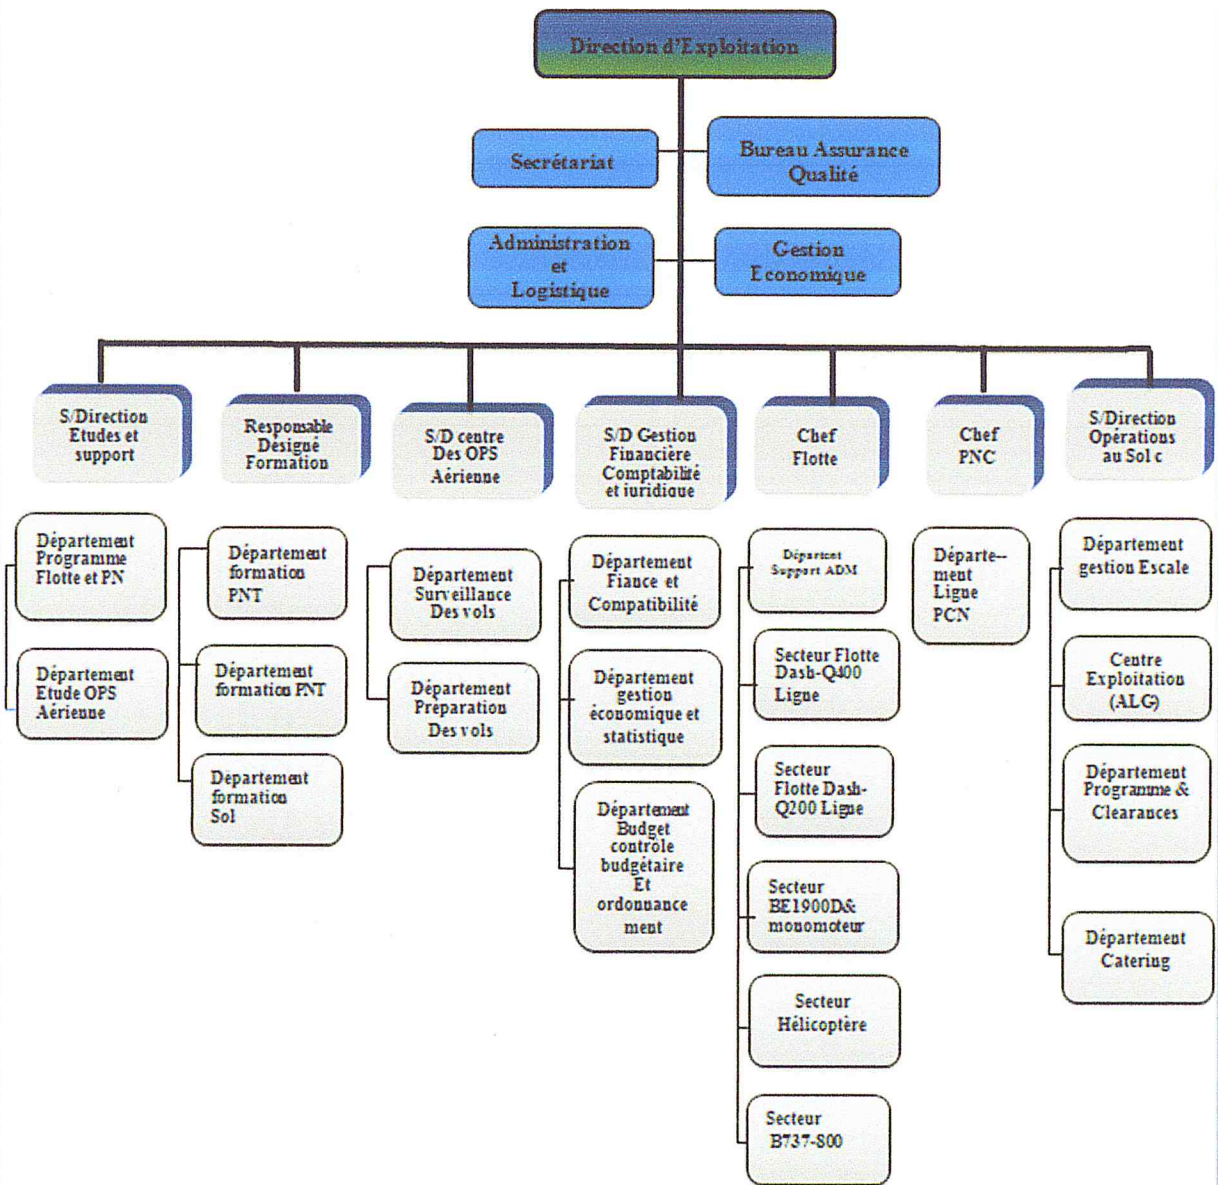 Direction d'Exploitation
Secrétariat
Bureau Assurance
Qualité
Administration
et
Logistique
Gestion
Economique
S/Direction
Etudes et
support
Responsable
Désigné
Formation
S/D centre
Des OPS
Aérienne
S/D Gestion
Financière
Comptabilité
et juridique
Chef
Flotte
Chef
PNC
S/Direction
Opérations
au Sol c
Département
Programme
Flotte et PN
Département
Etude OPS
Aérienne
Département
formation
PNT
Département
formation PNT
Département
formation
Sol
Département
Surveillance
Des vols
Département
Préparation
Des vols
Département
Fiance et
Compatibilité
Département
gestion
économique et
statistique
Département
Budget
contrôle
budgétaire
Et
ordonnance
ment
Départent
Support ADM
Secteur Flotte
Dash-Q400
Ligne
Secteur
Flotte Dash-
Q200 Ligne
Secteur
BE1900D&
monomoteur
Secteur
Hélicoptère
Secteur
B737-800
Départe--
ment
Ligne
PCN
Département
gestion Escale
Centre
Exploitation
(ALG)
Département
Programme &
Clearances
Département
Catering